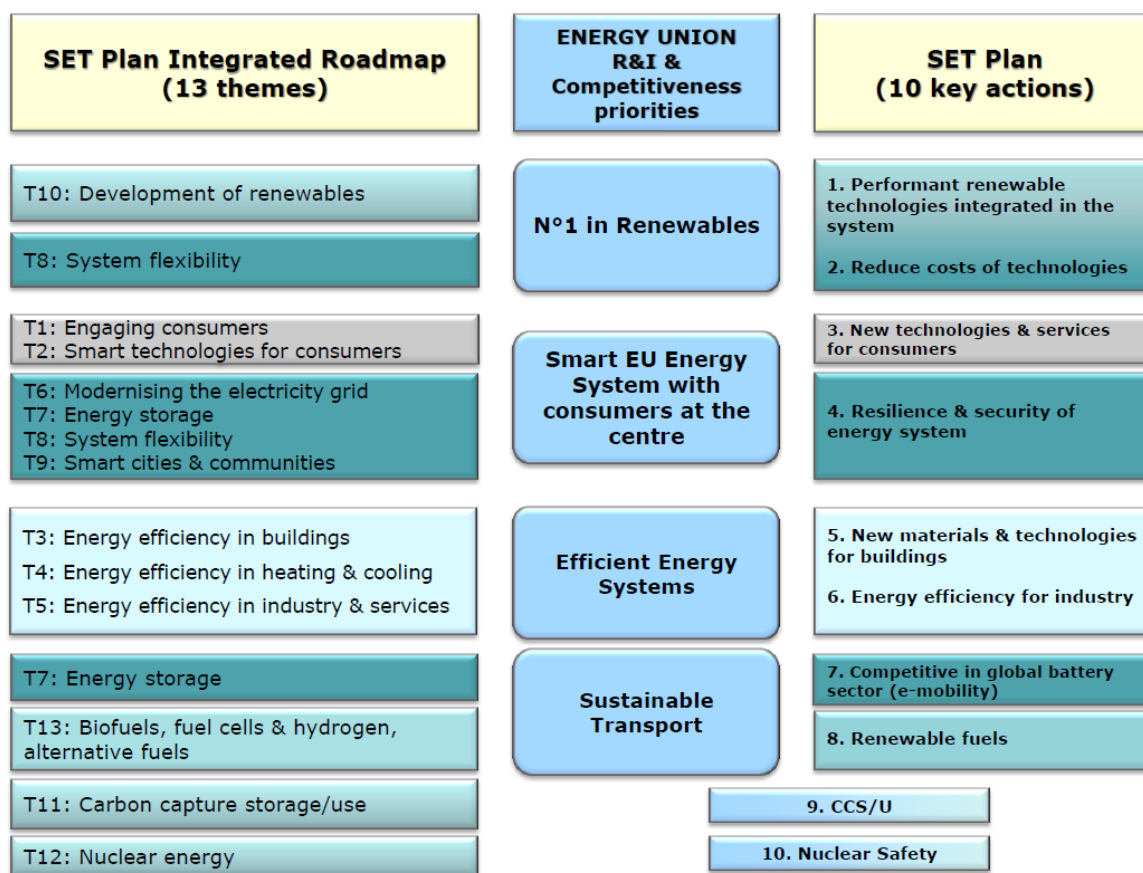 SET Plan Integrated Roadmap
(13 themes)
ENERGY UNION
R&I &
Competitiveness
priorities
SET Plan
(10 key actions)
T10: Development of renewables
T8: System flexibility
N°1 in Renewables
1. Performant renewable
technologies integrated in the
system
2. Reduce costs of technologies
T1: Engaging consumers
T2: Smart technologies for consumers
T6: Modernising the electricity grid
T7: Energy storage
T8: System flexibility
T9: Smart cities & communities
Smart EU Energy
System with
consumers at the
centre
3. New technologies & services
for consumers
4. Resilience & security of
energy system
T3: Energy efficiency in buildings
T4: Energy efficiency in heating & cooling
T5: Energy efficiency in industry & services
Efficient Energy
Systems
5. New materials & technologies
for buildings
6. Energy efficiency for industry
T7: Energy storage
T13: Biofuels, fuel cells & hydrogen,
alternative fuels
Sustainable
Transport
7. Competitive in global battery
sector (e-mobility)
8. Renewable fuels
T11: Carbon capture storage/use
9. CCS/U
T12: Nuclear energy
10. Nuclear Safety